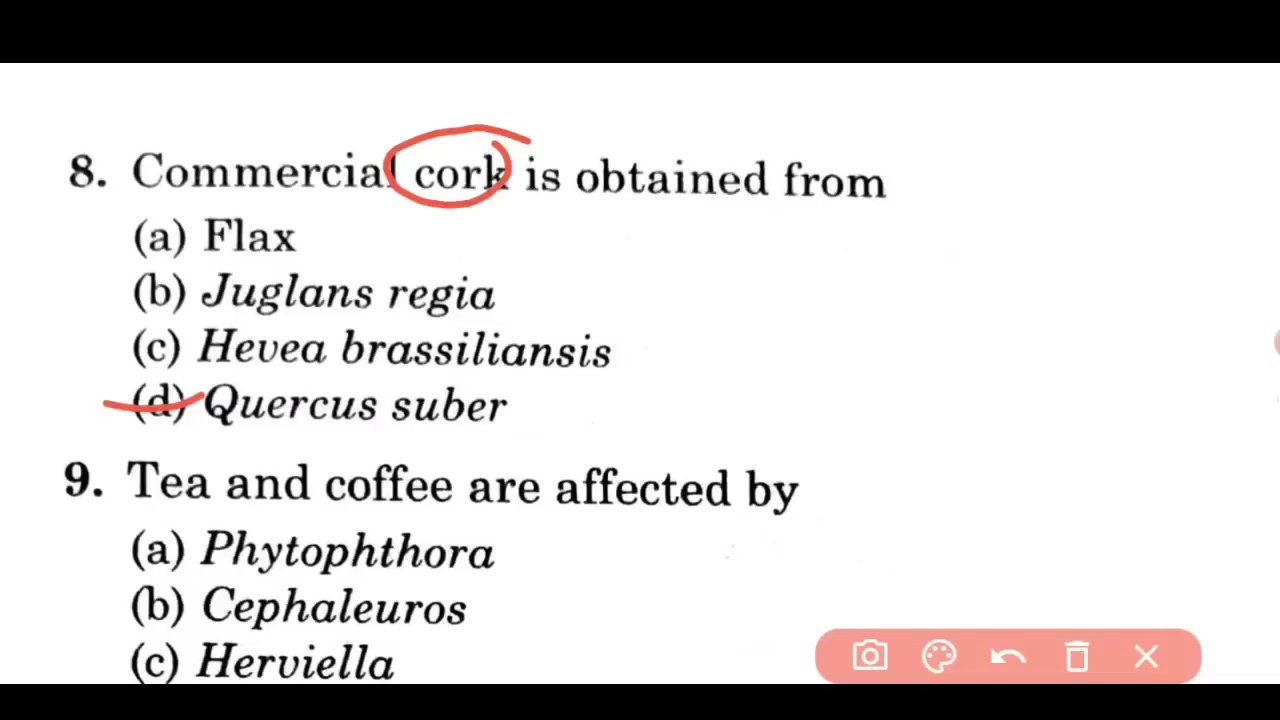 8. Commercial cork is obtained from
(a) Flax
(b) Juglans regia
(c) Hevea brassiliansis
(d) Quercus suber
9. Tea and coffee are affected by
(a) Phytophthora
(b) Cephaleuros
(c) Herviella